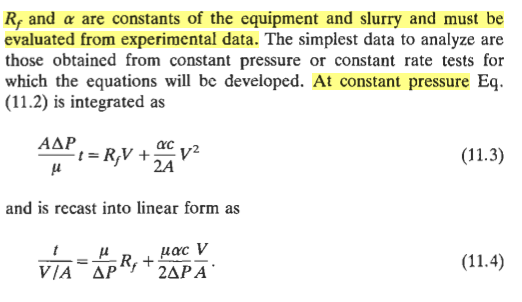 R_f and α are constants of the equipment and slurry and must be
evaluated from experimental data. The simplest data to analyze are
those obtained from constant pressure or constant rate tests for
which the equations will be developed. At constant pressure Eq.
(11.2) is integrated as
AΔP/μ t = R_f V + αc/2A V² (11.3)
and is recast into linear form as
t/V/A = μ/ΔP R_f + μαc/2ΔP V/A. (11.4)